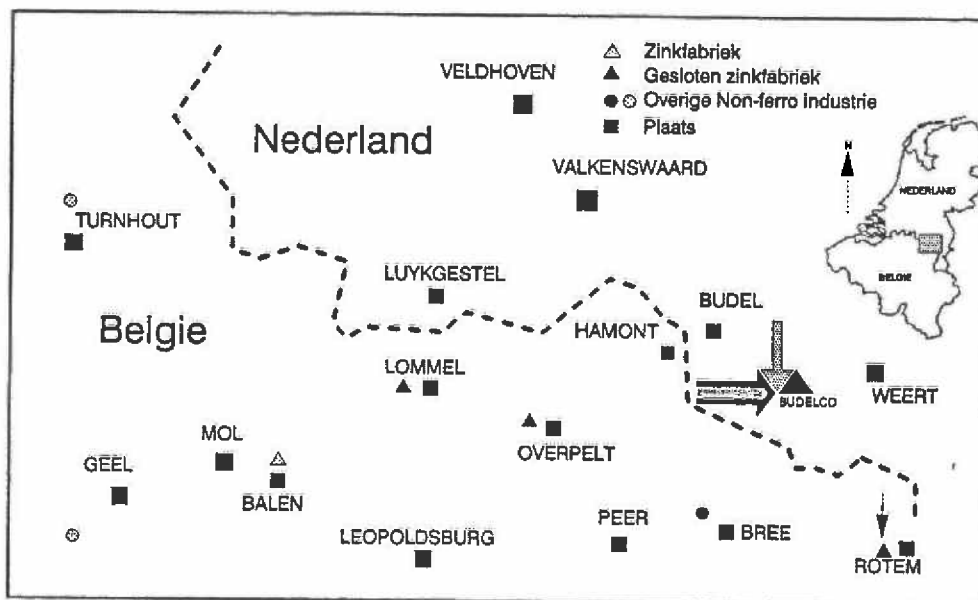 VELDHOVEN
Zinkfabriek
Gesloten zinkfabriek
Overige Non-ferro industrie
Plaats
Nederland
N
NEDERLAND
BELGIE
VALKENSWAARD
TURNHOUT
LUYKGESTEL
BUDEL
Belgie
HAMONT
LOMMEL
BUDELCO
WEERT
MOL
OVERPELT
GEEL
BALEN
LEOPOLDSBURG
PEER
BREE
ROTEM